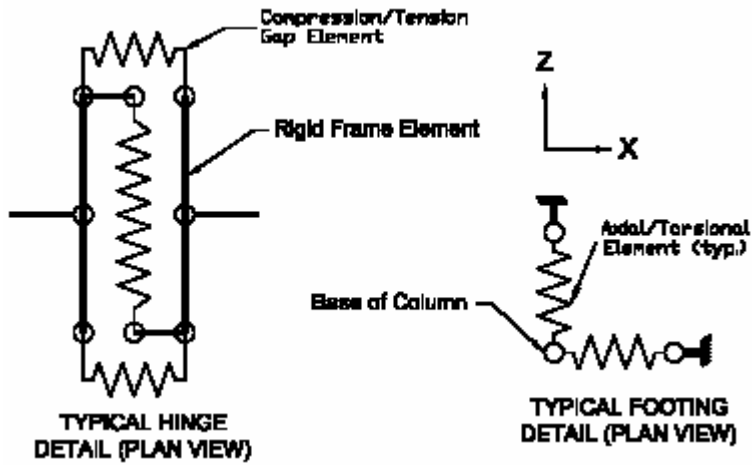 Compression/Tension
Gap Element
Rigid Frame Element
Z
X
Axial/Torsional
Element (typ.)
Base of Column
TYPICAL HINGE
DETAIL (PLAN VIEW)
TYPICAL FOOTING
DETAIL (PLAN VIEW)